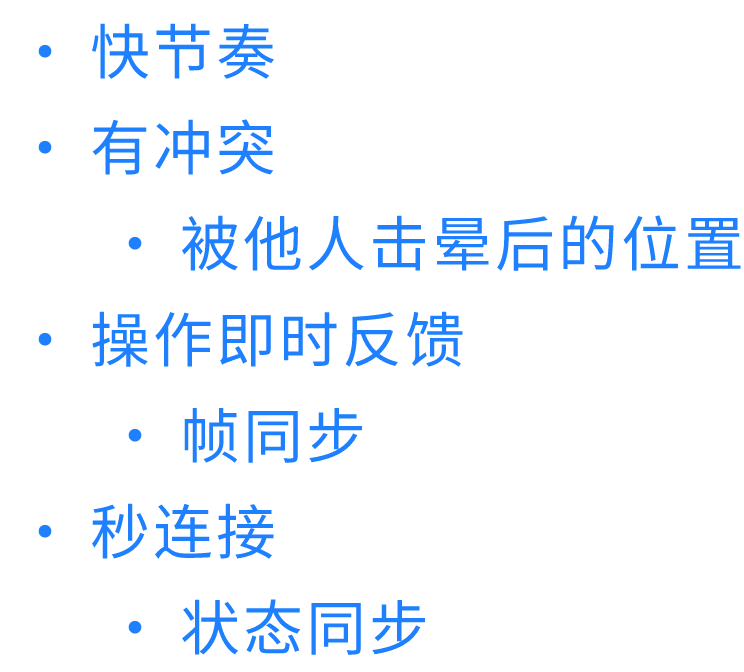 • 快节奏
• 有冲突
• 被他人击晕后的位置
• 操作即时反馈
• 帧同步
• 秒连接
• 状态同步